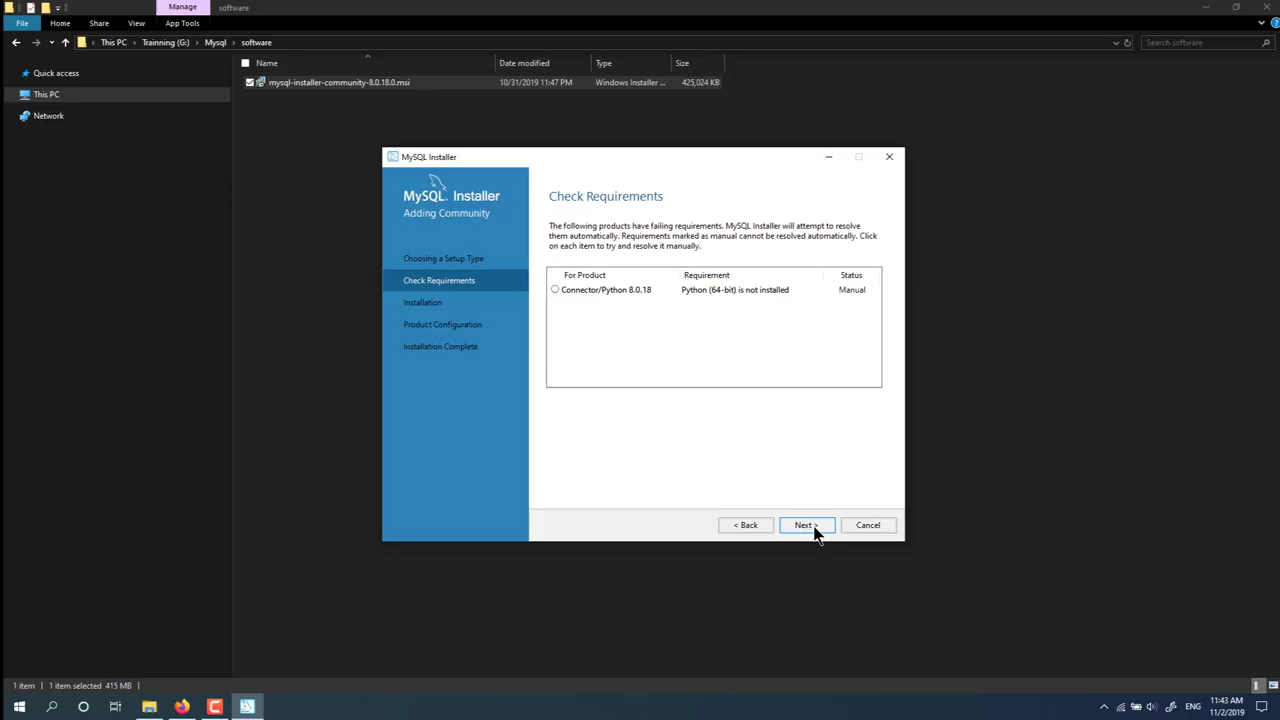 Manage
software
File
Home
Share
View
App Tools
This PC
Trainning (G:)
Mysql
software
Search software
Quick access
This PC
Network
Name
Date modified
Type
Size
mysql-installer-community-8.0.18.0.msi
10/31/2019 11:47 PM
Windows Installer ...
425,024 KB
MySQL Installer
MySQL. Installer
Adding Community
Choosing a Setup Type
Check Requirements
Installation
Product Configuration
Installation Complete
Check Requirements
The following products have failing requirements. MySQL Installer will attempt to resolve
them automatically. Requirements marked as manual cannot be resolved automatically. Click
on each item to try and resolve it manually.
For Product
Requirement
Status
Connector/Python 8.0.18
Python (64-bit) is not installed
Manual
< Back
Next >
Cancel
1 item
1 item selected 415 MB
ENG
11:43 AM
11/2/2019